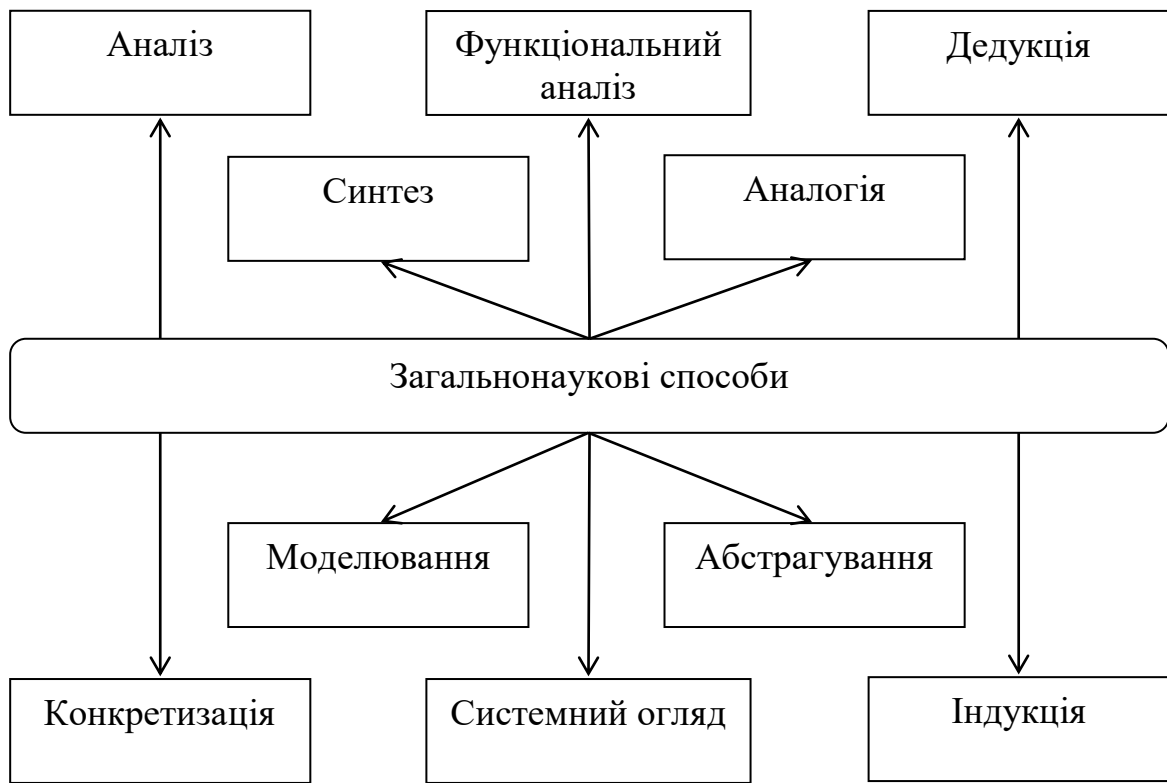 Аналіз
Функціональний
аналіз
Дедукція
Синтез
Аналогія
Загальнонаукові способи
Моделювання
Абстрагування
Конкретизація
Системний огляд
Індукція